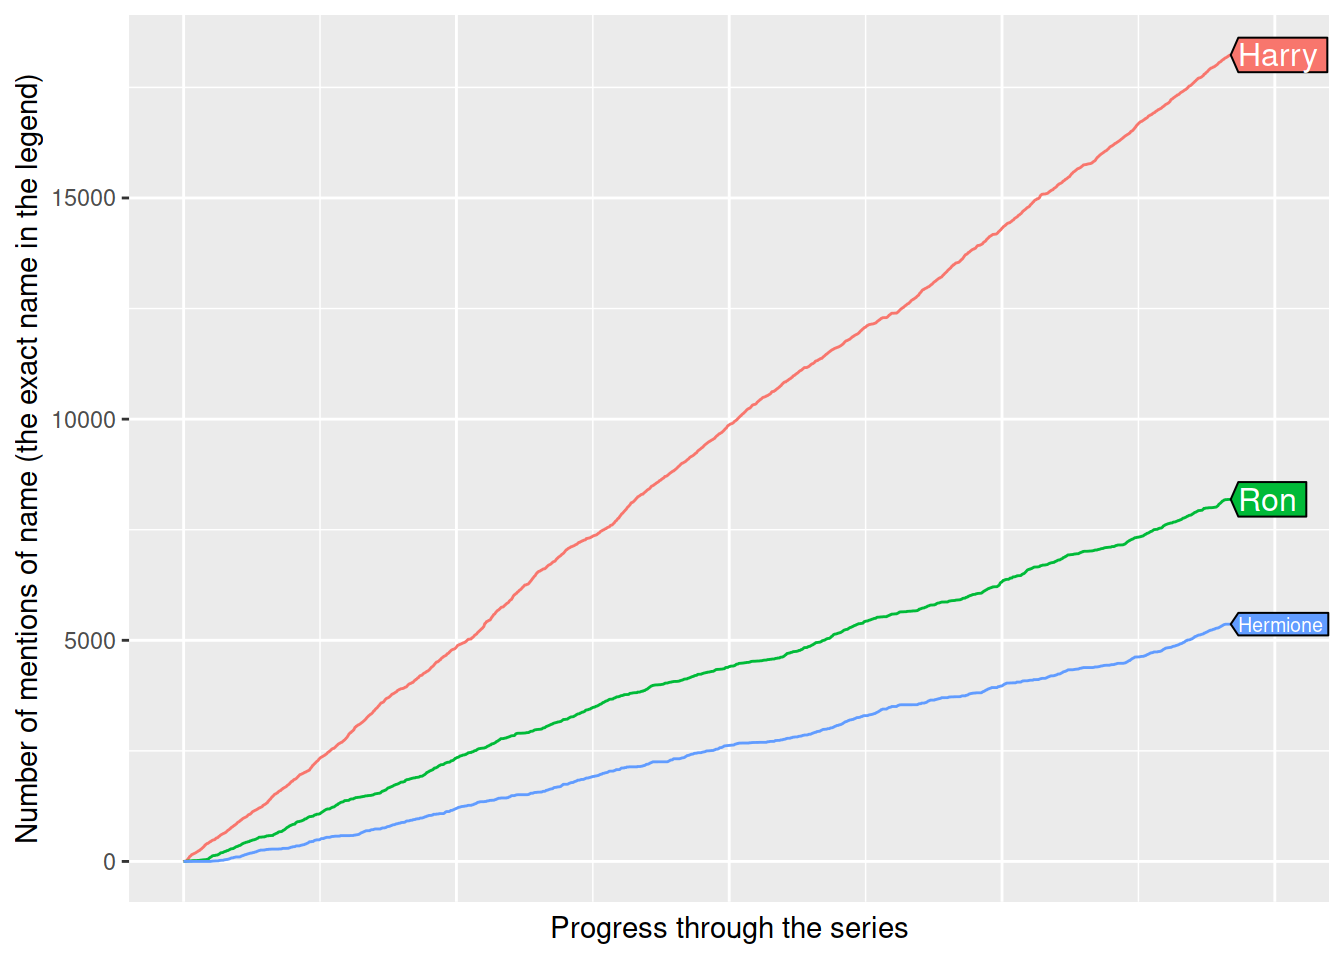 Number of mentions of name (the exact name in the legend)
15000
10000
5000
0
Harry
Ron
Hermione
Progress through the series